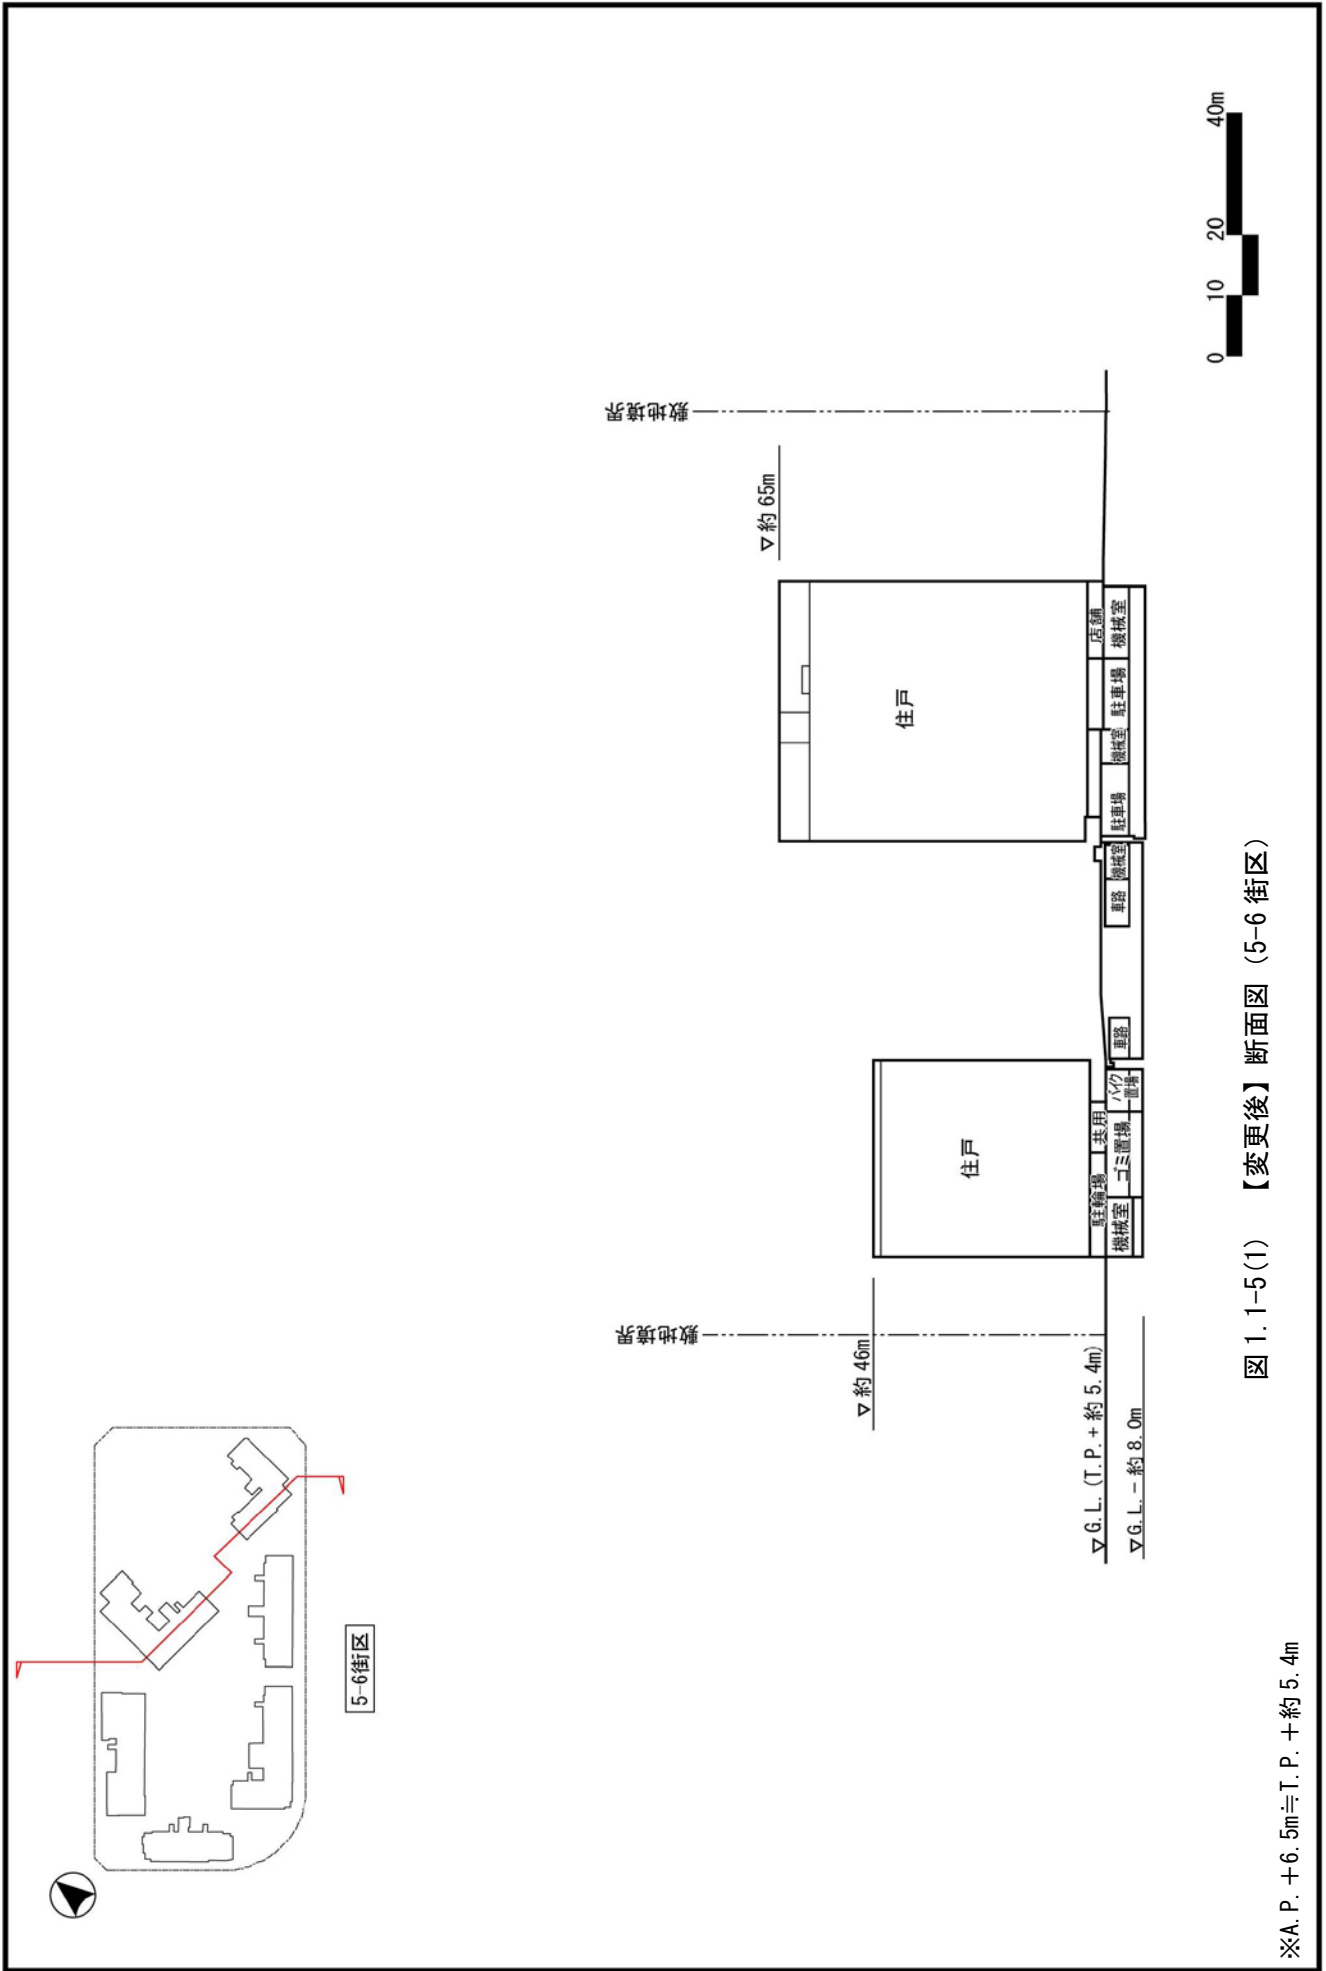 5-6街区
敷地境界
敷地境界
▽約 65m
▽約 46m
住戸
住戸
店舗
駐輪場
共用
機械室
ゴミ置場
バイク
置場
車路
車路
機械室
駐車場
機械室
駐車場
機械室
▽G.L.(T.P.+約 5.4m)
▽G.L.-約 8.0m
0 10 20 40m
図 1.1-5(1) 【変更後】断面図(5-6 街区)
※A.P.+6.5m≒T.P.+約 5.4m